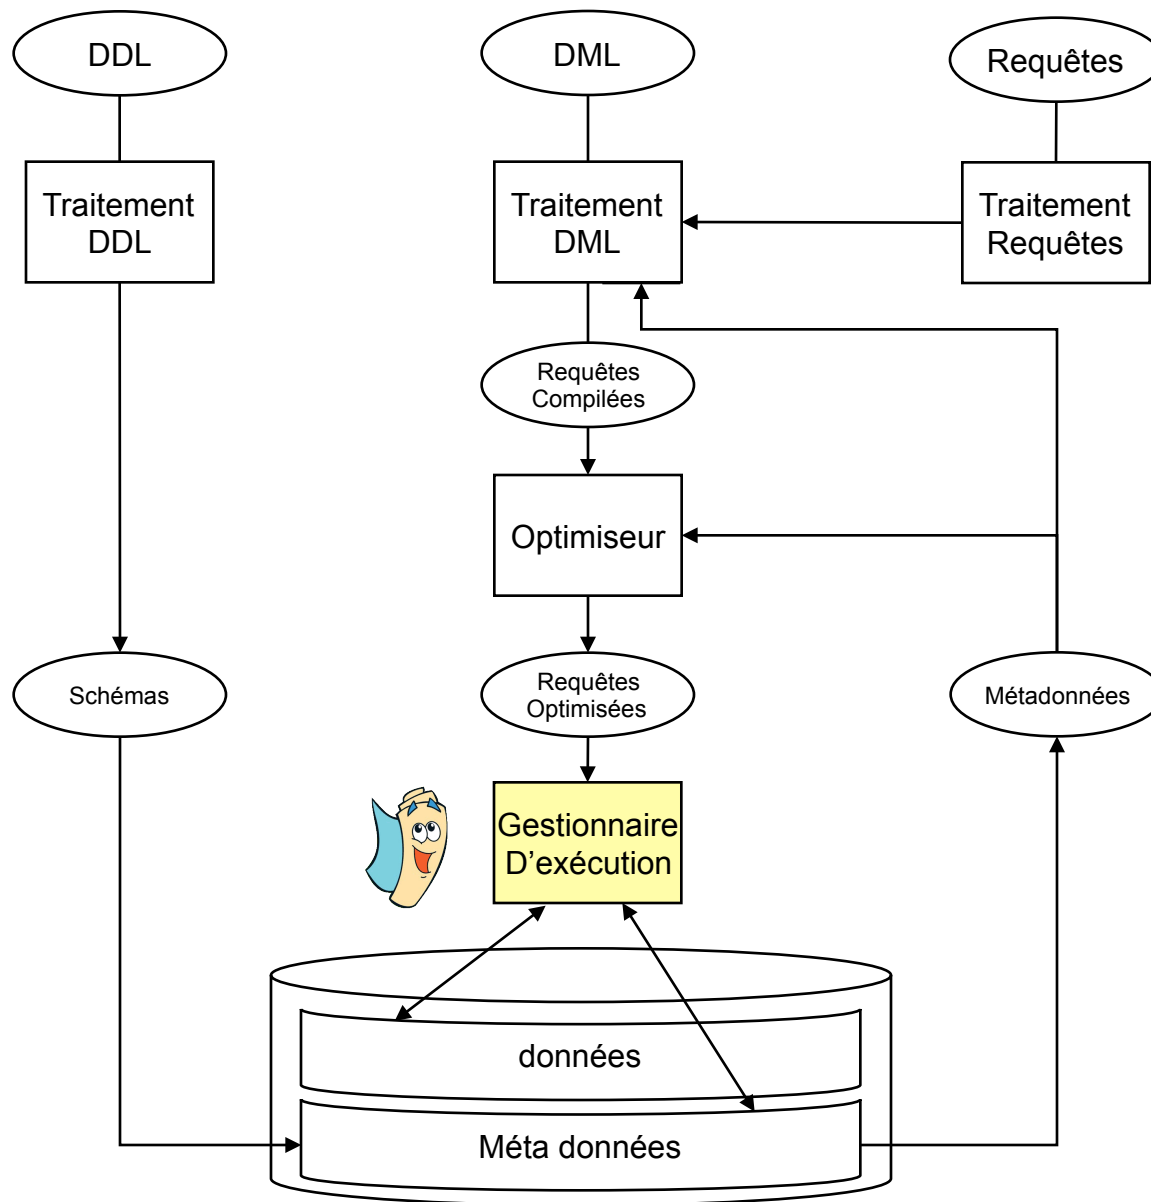 DDL
DML
Requêtes
Traitement
DDL
Traitement
DML
Traitement
Requêtes
Requêtes
Compilées
Optimiseur
Schémas
Requêtes
Optimisées
Métadonnées
Gestionnaire
D'exécution
données
Méta données